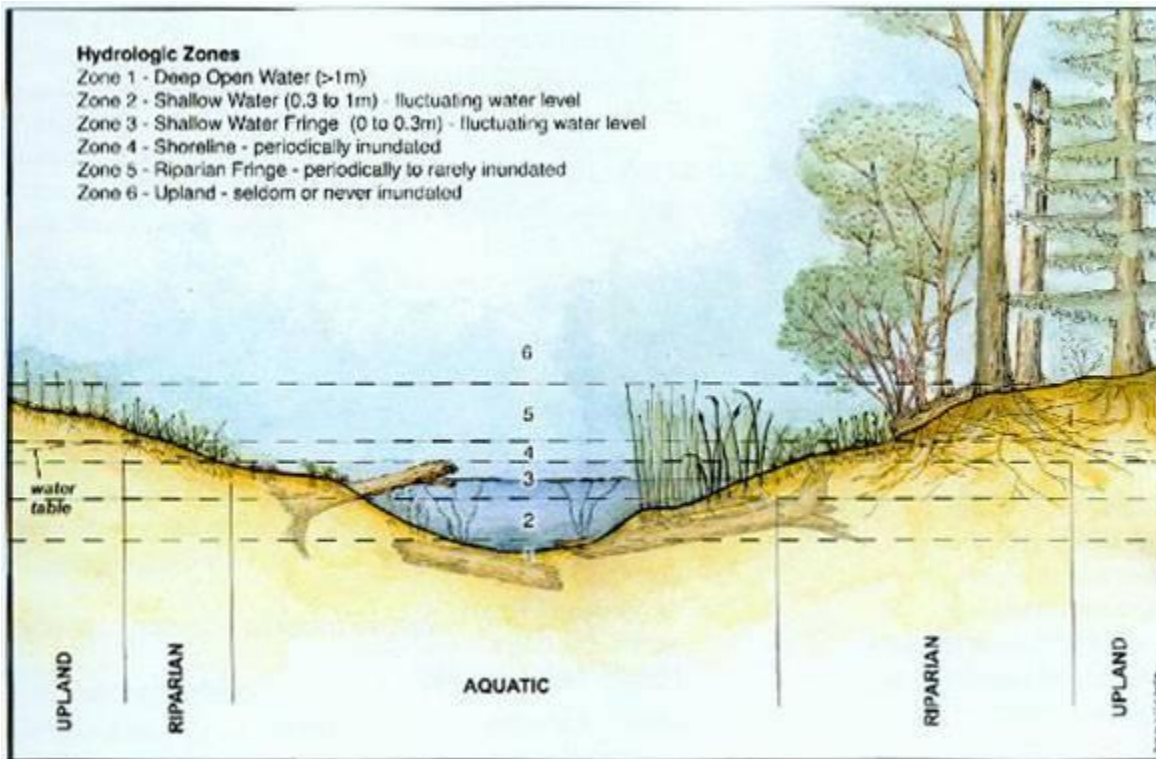 Hydrologic Zones
Zone 1 - Deep Open Water (>1m)
Zone 2 - Shallow Water (0.3 to 1m) - fluctuating water level
Zone 3 - Shallow Water Fringe (0 to 0.3m) - fluctuating water level
Zone 4 - Shoreline - periodically inundated
Zone 5 - Riparian Fringe - periodically to rarely inundated
Zone 6 - Upland - seldom or never inundated
6
5
4
3
2
1
water
table
UPLAND
RIPARIAN
AQUATIC
RIPARIAN
UPLAND